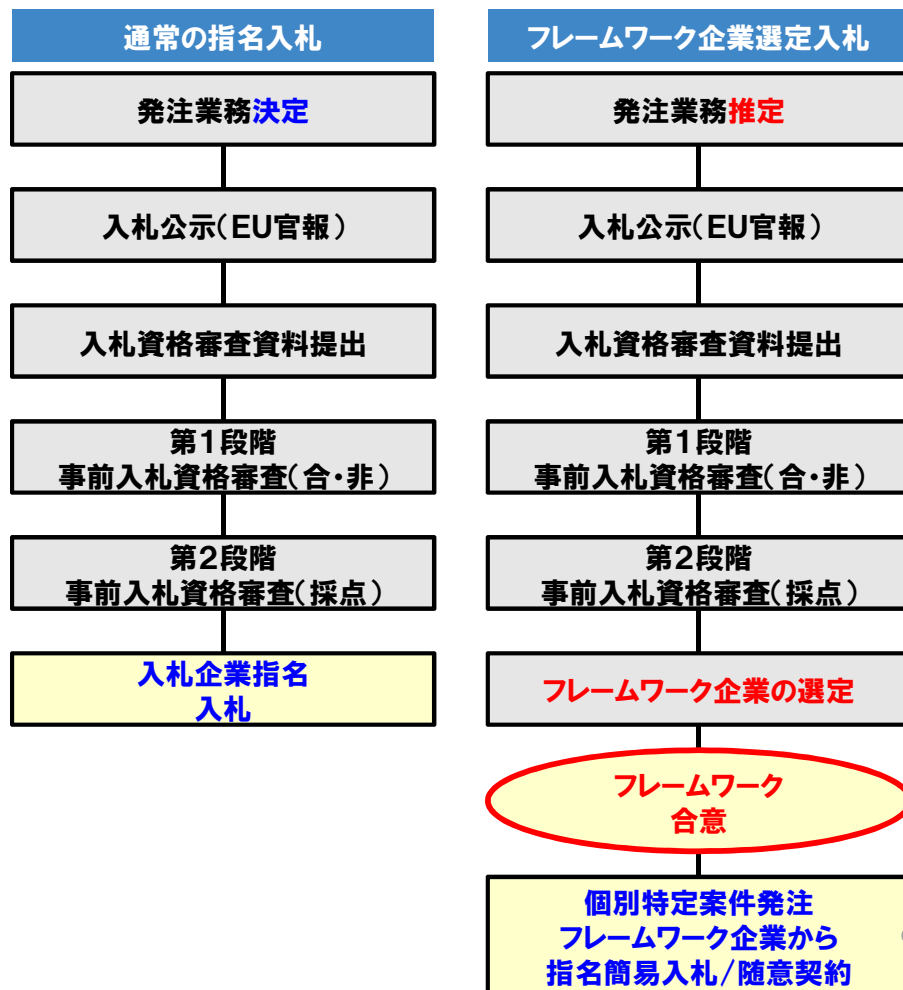 通常の指名入札
発注業務決定
入札公示(EU官報)
入札資格審査資料提出
第1段階
事前入札資格審査(合・非)
第2段階
事前入札資格審査(採点)
入札企業指名
入札
フレームワーク企業選定入札
発注業務推定
入札公示(EU官報)
入札資格審査資料提出
第1段階
事前入札資格審査(合・非)
第2段階
事前入札資格審査(採点)
フレームワーク企業の選定
フレームワーク
合意
個別特定案件発注
フレームワーク企業から
指名簡易入札/随意契約